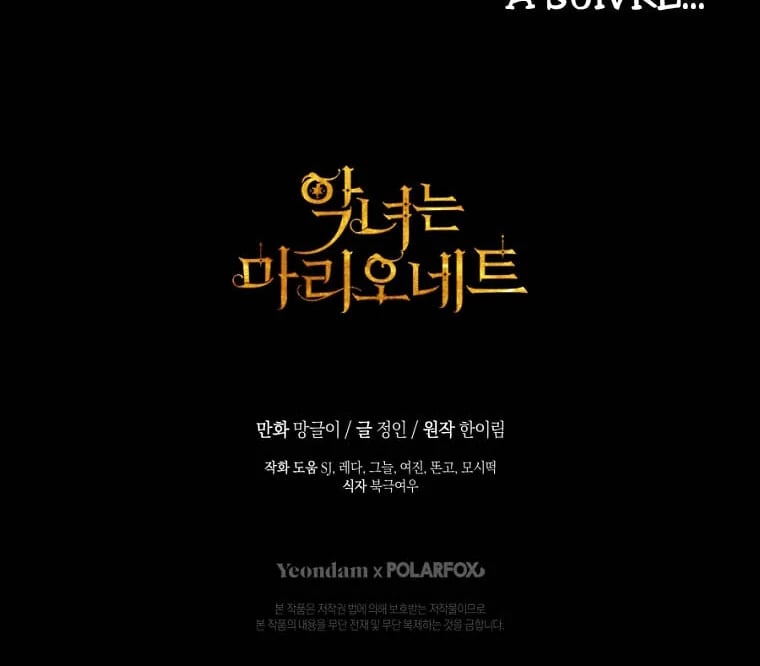 À SUIVRE...
악녀는
마리오네트
만화 망글이 / 글 정인 / 원작 한이림
작화 도움 SJ, 레다, 그늘, 여진, 똔고, 모시떡
식자 북극여우
Yeondam x POLARFOX
본 작품은 저작권 법에 의해 보호받는 저작물이므로
본 작품의 내용을 무단 전재 및 무단 복제하는 것을 금합니다.